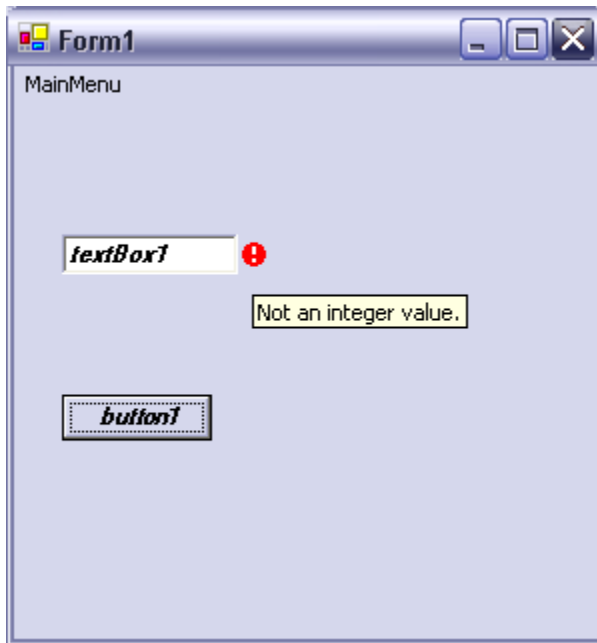 Form1
MainMenu
textBox1
Not an integer value.
button1